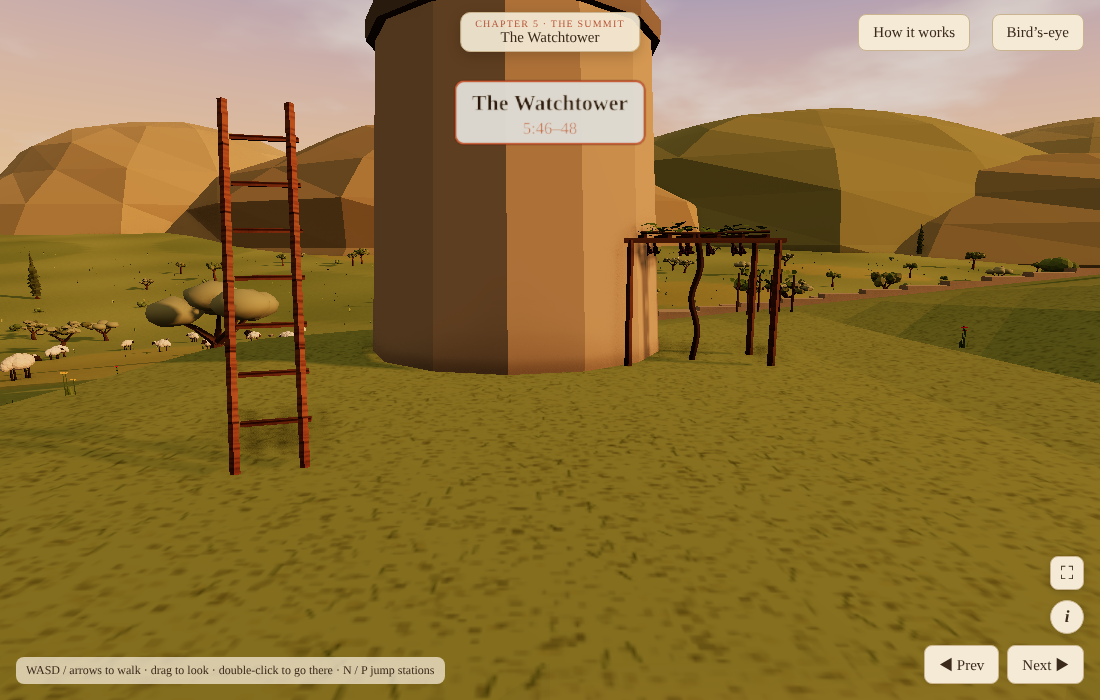 CHAPTER 5 · THE SUMMIT
The Watchtower
How it works
Bird’s-eye
The Watchtower
5:46–48
i
WASD / arrows to walk · drag to look · double-click to go there · N / P jump stations
◀ Prev
Next ▶